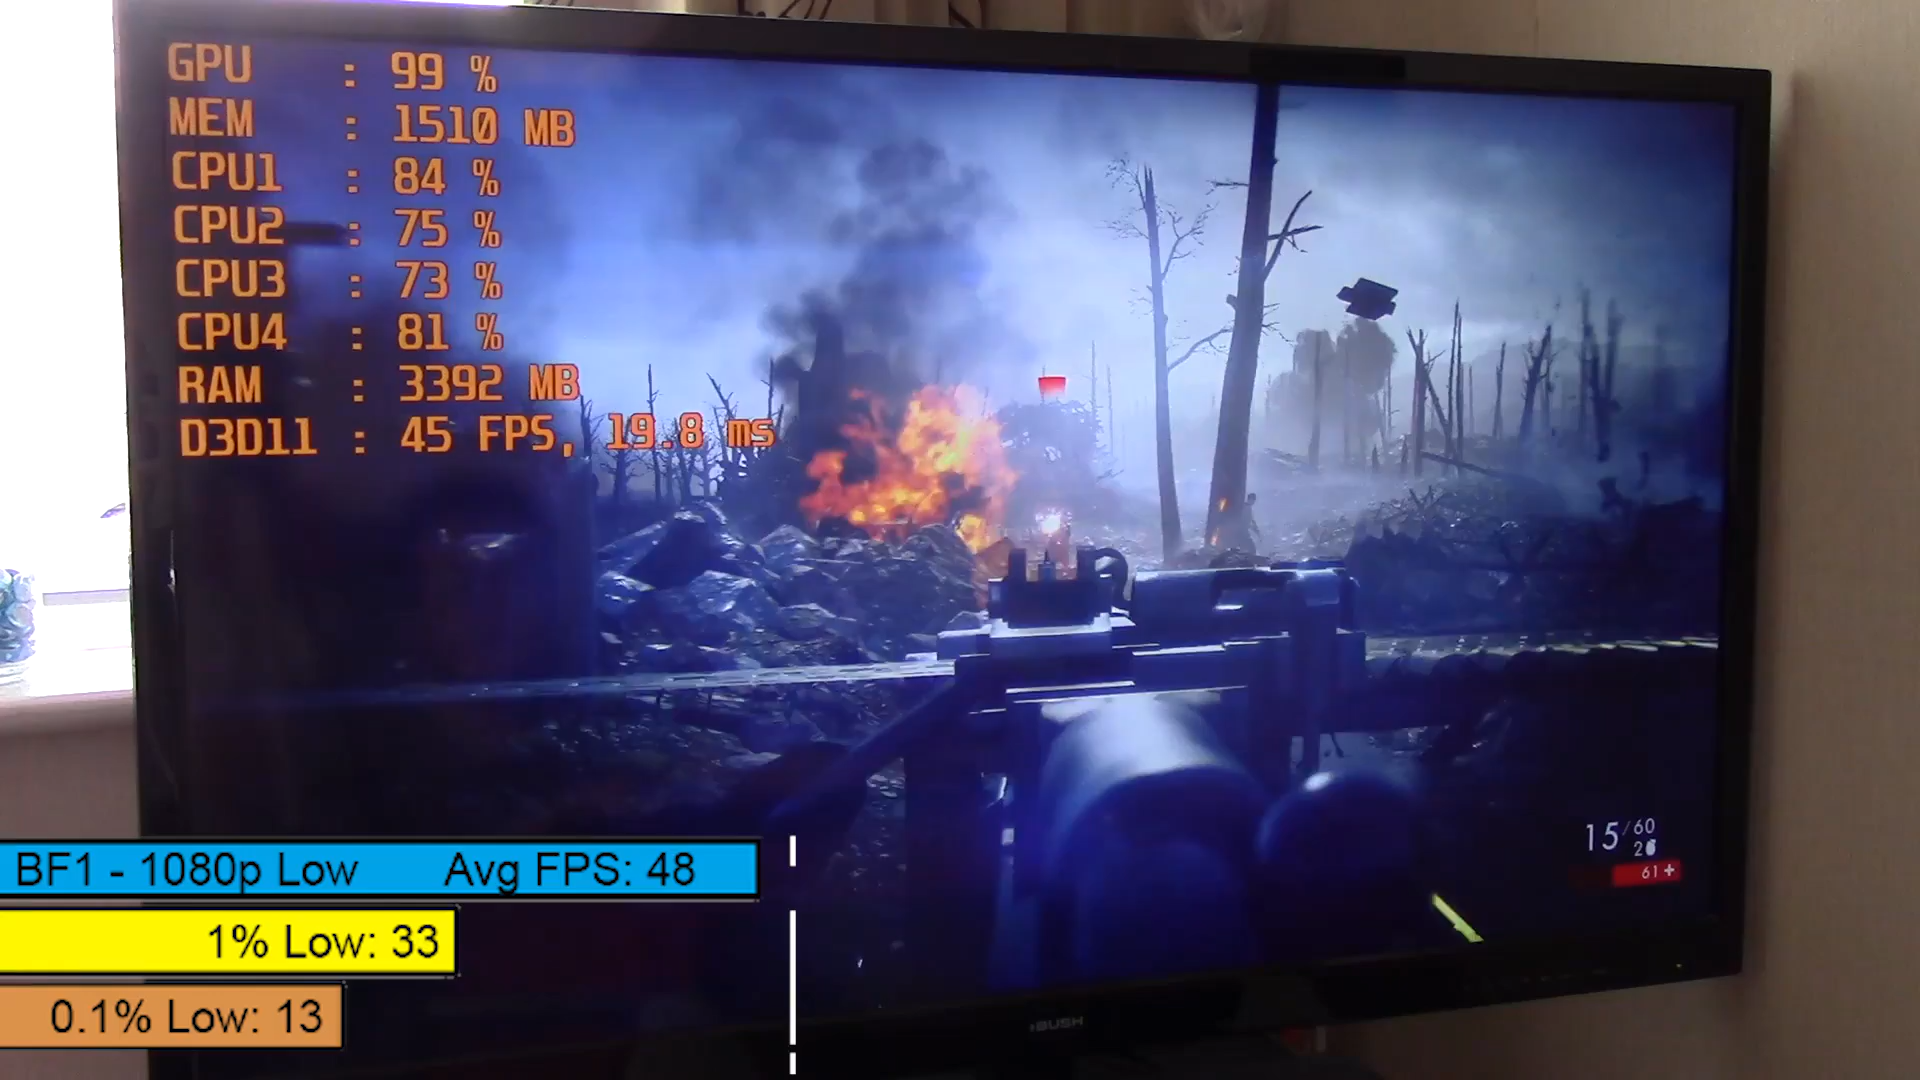 GPU : 99 %
MEM : 1510 MB
CPU1 : 84 %
CPU2 : 75 %
CPU3 : 73 %
CPU4 : 81 %
RAM : 3392 MB
D3D11 : 45 FPS, 19.8 ms
15/60
2
61+
BF1 - 1080p Low Avg FPS: 48
1% Low: 33
0.1% Low: 13
BUSH